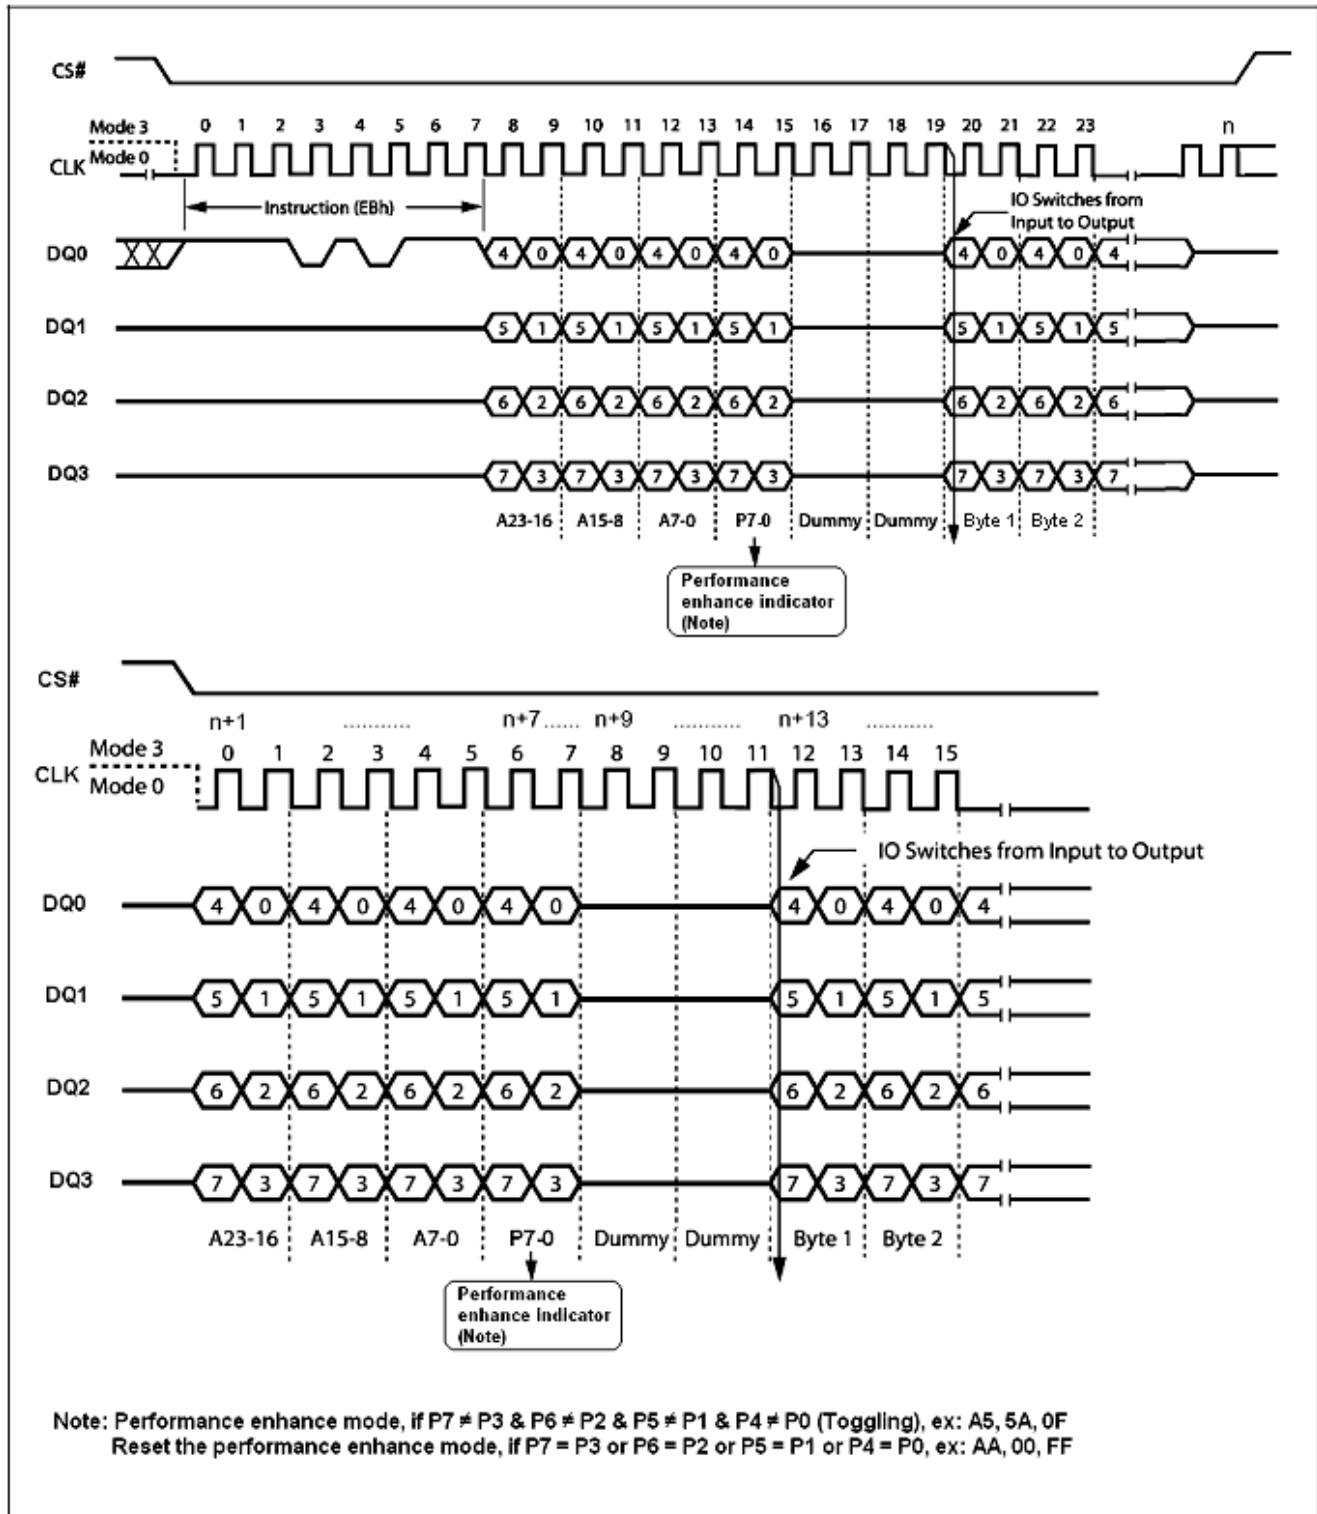 CS#
Mode 3
0 1 2 3 4 5 6 7 8 9 10 11 12 13 14 15 16 17 18 19 20 21 22 23 n
CLK Mode 0
Instruction (EBh)
IO Switches from
Input to Output
DQ0 4 0 4 0 4 0 4 0 4 0 4 0 4
DQ1 5 1 5 1 5 1 5 1 5 1 5 1 5
DQ2 6 2 6 2 6 2 6 2 6 2 6 2 6
DQ3 7 3 7 3 7 3 7 3 7 3 7 3 7
A23-16 A15-8 A7-0 P7-0 Dummy Dummy Byte 1 Byte 2
Performance
enhance indicator
(Note)
CS#
n+1 ........... n+7 ...... n+9 ........... n+13 ...........
Mode 3 0 1 2 3 4 5 6 7 8 9 10 11 12 13 14 15
CLK Mode 0
IO Switches from Input to Output
DQ0 4 0 4 0 4 0 4 0 4 0 4 0 4
DQ1 5 1 5 1 5 1 5 1 5 1 5 1 5
DQ2 6 2 6 2 6 2 6 2 6 2 6 2 6
DQ3 7 3 7 3 7 3 7 3 7 3 7 3 7
A23-16 A15-8 A7-0 P7-0 Dummy Dummy Byte 1 Byte 2
Performance
enhance indicator
(Note)
Note: Performance enhance mode, if P7 ≠ P3 & P6 ≠ P2 & P5 ≠ P1 & P4 ≠ P0 (Toggling), ex: A5, 5A, 0F
Reset the performance enhance mode, if P7 = P3 or P6 = P2 or P5 = P1 or P4 = P0, ex: AA, 00, FF